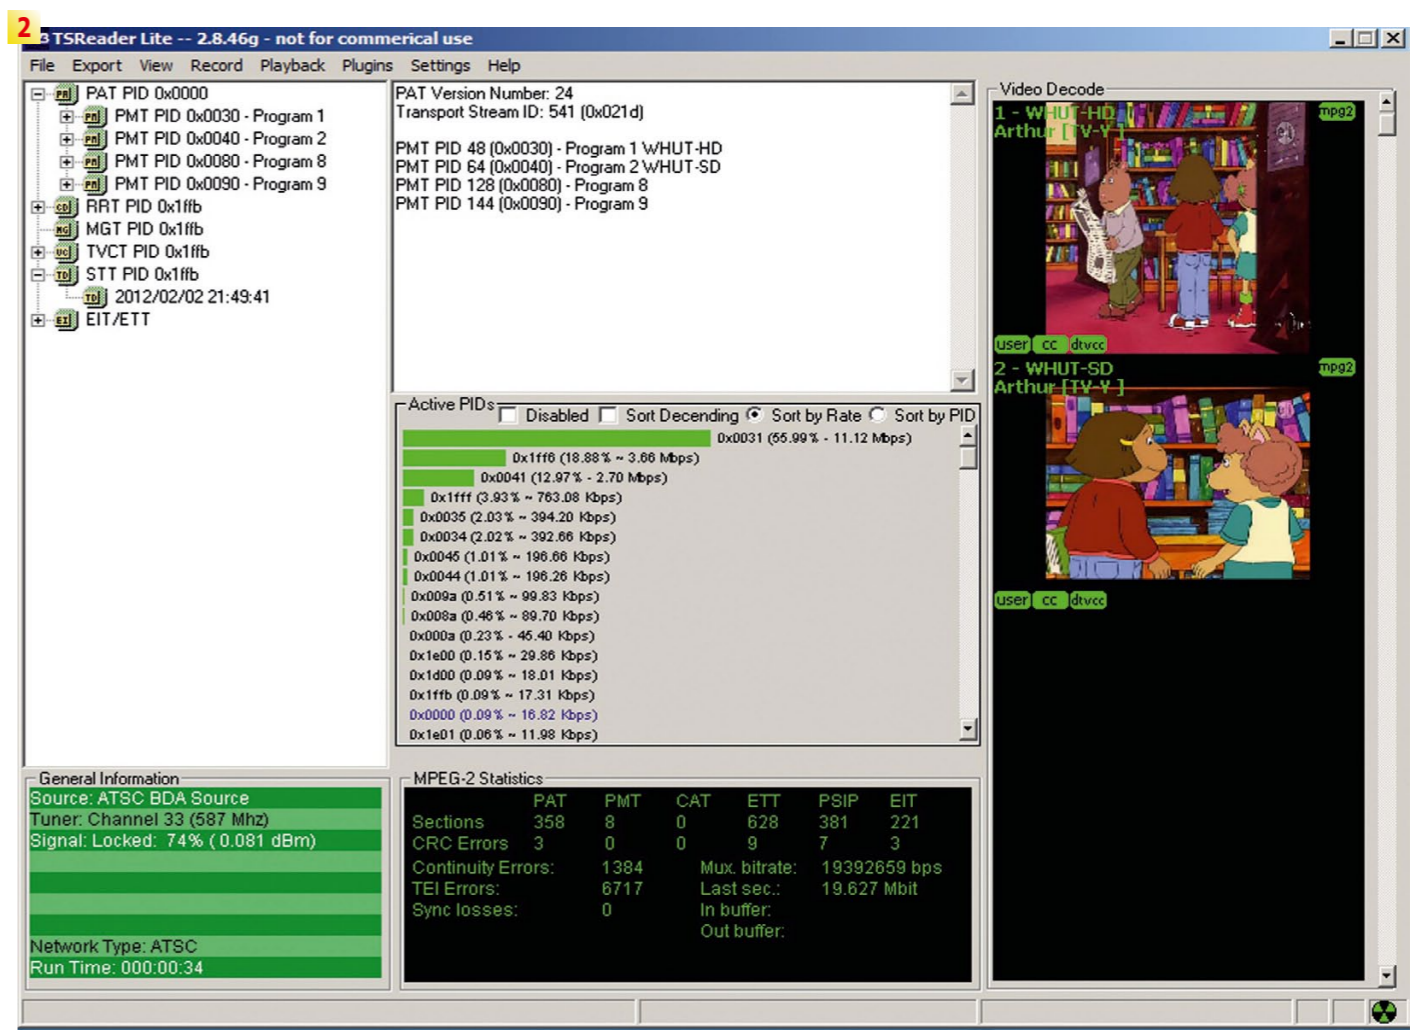 2
3 TSReader Lite -- 2.8.46g - not for commerical use
File Export View Record Playback Plugins Settings Help
PAT PID 0x0000
PMT PID 0x0030 - Program 1
PMT PID 0x0040 - Program 2
PMT PID 0x0080 - Program 8
PMT PID 0x0090 - Program 9
RRT PID 0x1ffb
MGT PID 0x1ffb
TVCT PID 0x1ffb
STT PID 0x1ffb
2012/02/02 21:49:41
EIT/ETT
PAT Version Number: 24
Transport Stream ID: 541 (0x021d)
PMT PID 48 (0x0030) - Program 1 WHUT-HD
PMT PID 64 (0x0040) - Program 2 WHUT-SD
PMT PID 128 (0x0080) - Program 8
PMT PID 144 (0x0090) - Program 9
Active PIDs
Disabled Sort Decending Sort by Rate Sort by PID
0x0031 (55.99% - 11.12 Mbps)
0x1ff6 (18.88% ~ 3.66 Mbps)
0x0041 (12.97% - 2.70 Mbps)
0x1fff (3.93% ~ 763.08 Kbps)
0x0035 (2.03% ~ 394.20 Kbps)
0x0034 (2.02% ~ 392.66 Kbps)
0x0045 (1.01% ~ 196.66 Kbps)
0x0044 (1.01% ~ 196.26 Kbps)
0x009a (0.51% ~ 99.83 Kbps)
0x008a (0.46% ~ 89.70 Kbps)
0x000a (0.23% - 45.40 Kbps)
0x1e00 (0.15% ~ 29.86 Kbps)
0x1d00 (0.09% ~ 18.01 Kbps)
0x1ffb (0.09% ~ 17.31 Kbps)
0x0000 (0.09% ~ 16.82 Kbps)
0x1e01 (0.06% ~ 11.98 Kbps)
Video Decode
1 - WHUT-HD mpg2
Arthur [TV-Y ]
user cc dtvcc
2 - WHUT-SD mpg2
Arthur [TV-Y ]
user cc dtvcc
General Information
Source: ATSC BDA Source
Tuner: Channel 33 (587 Mhz)
Signal: Locked: 74% ( 0.081 dBm)
Network Type: ATSC
Run Time: 000:00:34
MPEG-2 Statistics
PAT PMT CAT ETT PSIP EIT
Sections 358 8 0 628 381 221
CRC Errors 3 0 0 9 7 3
Continuity Errors: 1384 Mux. bitrate: 19392659 bps
TEI Errors: 6717 Last sec.: 19.627 Mbit
Sync losses: 0 In buffer:
Out buffer: